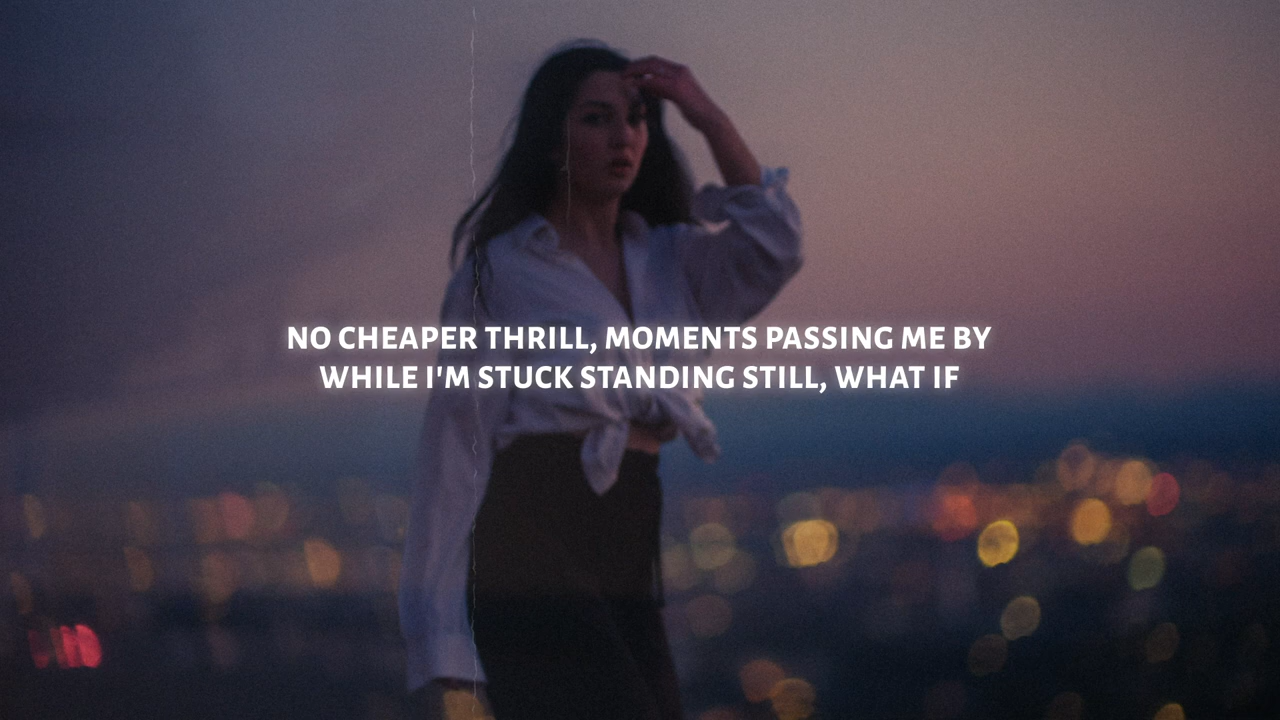 NO CHEAPER THRILL, MOMENTS PASSING ME BY
WHILE I'M STUCK STANDING STILL, WHAT IF